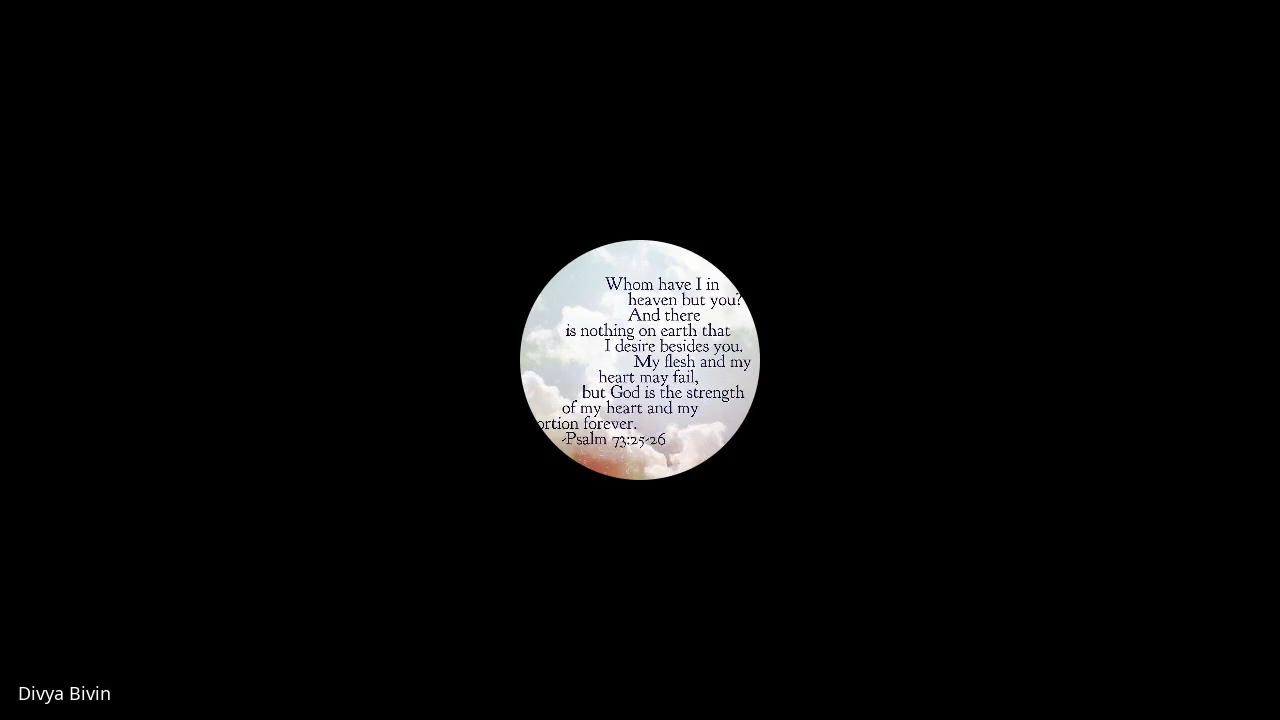 Whom have I in
heaven but you?
And there
is nothing on earth that
I desire besides you.
My flesh and my
heart may fail,
but God is the strength
of my heart and my
ortion forever.
-Psalm 73:25-26
Divya Bivin